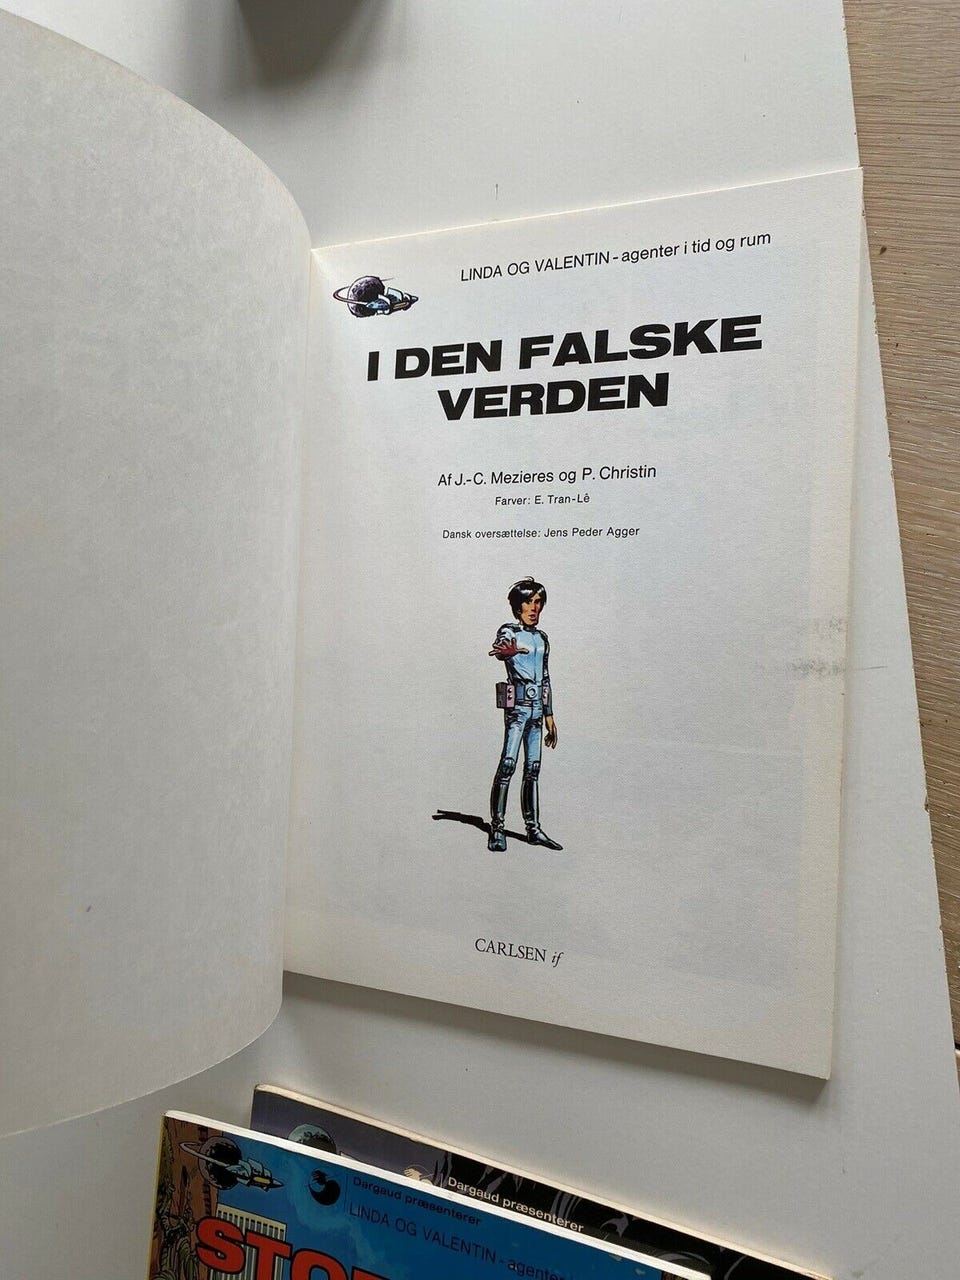 LINDA OG VALENTIN - agenter i tid og rum
I DEN FALSKE
VERDEN
Af J.-C. Mezieres og P. Christin
Farver: E. Tran-Lê
Dansk oversættelse: Jens Peder Agger
CARLSEN if
Dargaud præsenterer
Dargaud præsenterer
LINDA OG VALENTIN - agenter i